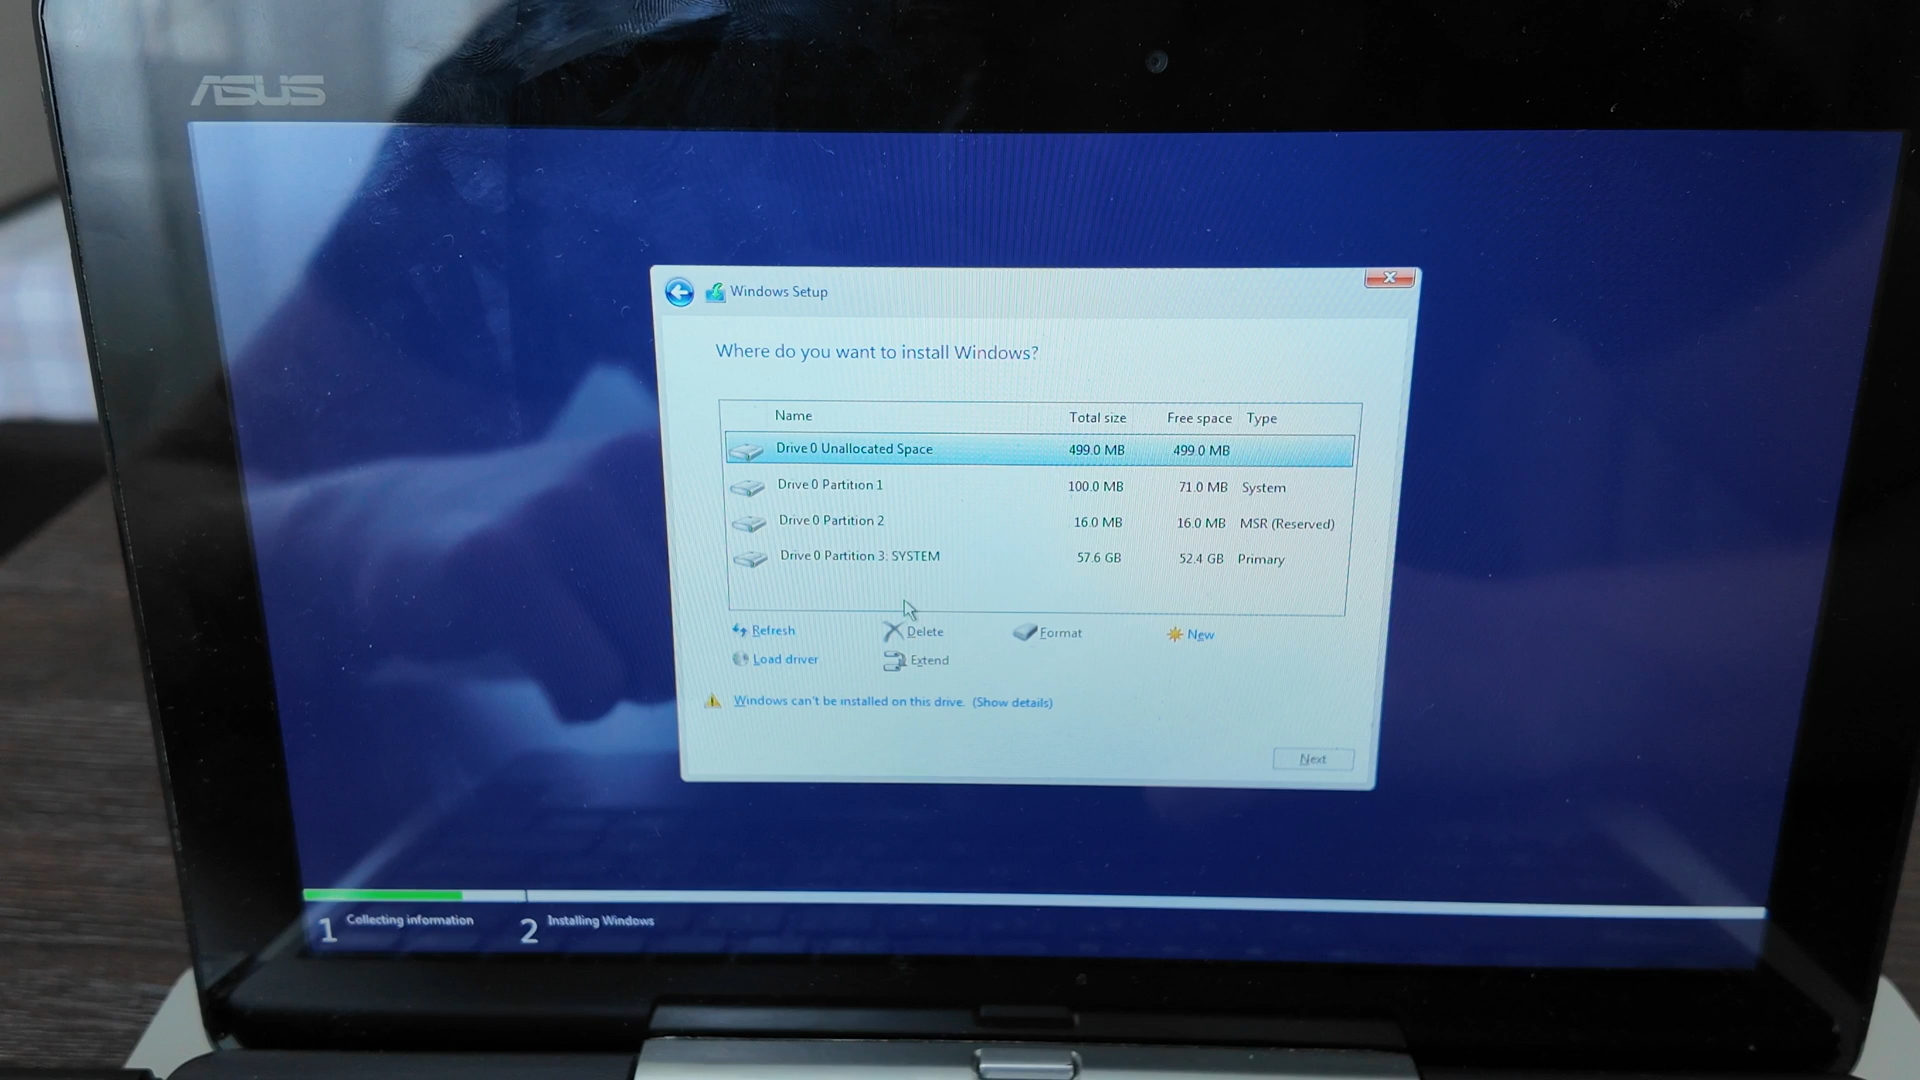 ASUS
Windows Setup
Where do you want to install Windows?
Name Total size Free space Type
Drive 0 Unallocated Space 499.0 MB 499.0 MB
Drive 0 Partition 1 100.0 MB 71.0 MB System
Drive 0 Partition 2 16.0 MB 16.0 MB MSR (Reserved)
Drive 0 Partition 3: SYSTEM 57.6 GB 52.4 GB Primary
Refresh Delete Format New
Load driver Extend
Windows can't be installed on this drive. (Show details)
Next
1 Collecting information 2 Installing Windows